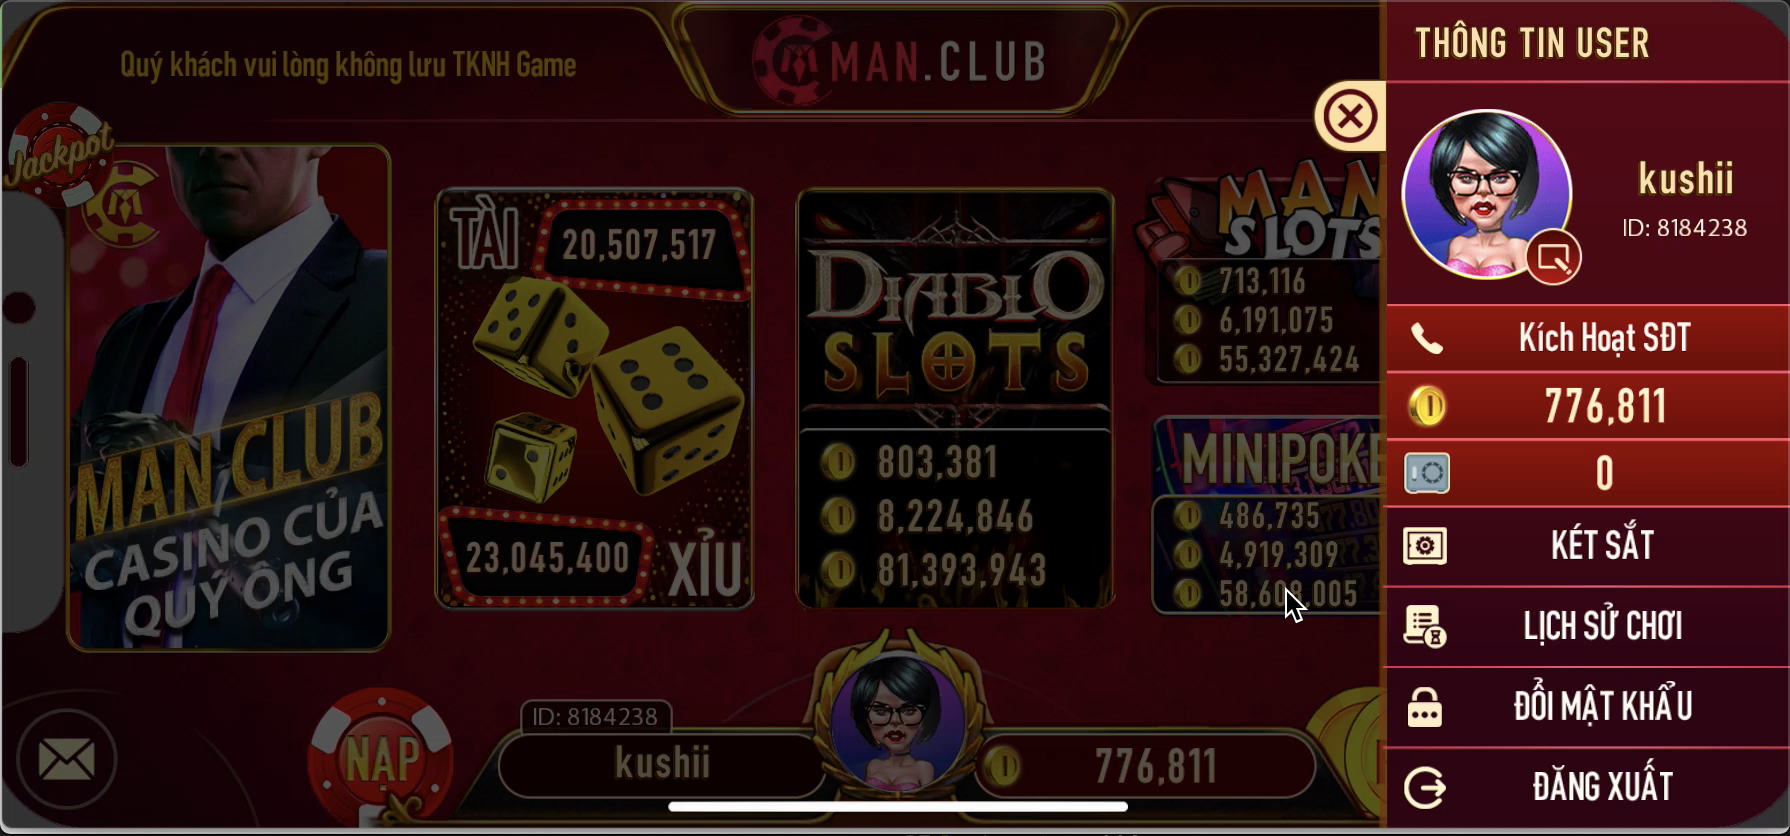 Quý khách vui lòng không lưu TKNH Game
MAN.CLUB
Jackpot
MAN CLUB
CASINO CỦA
QUÝ ÔNG
TÀI
20,507,517
23,045,400
XỈU
DIABLO
SLOTS
803,381
8,224,846
81,393,943
MAN
SLOTS
713,116
6,191,075
55,327,424
MINIPOKE
486,735
4,919,309
58,608,005
NẠP
ID: 8184238
kushii
776,811
THÔNG TIN USER
kushii
ID: 8184238
Kích Hoạt SĐT
776,811
0
KÉT SẮT
LỊCH SỬ CHƠI
ĐỔI MẬT KHẨU
ĐĂNG XUẤT